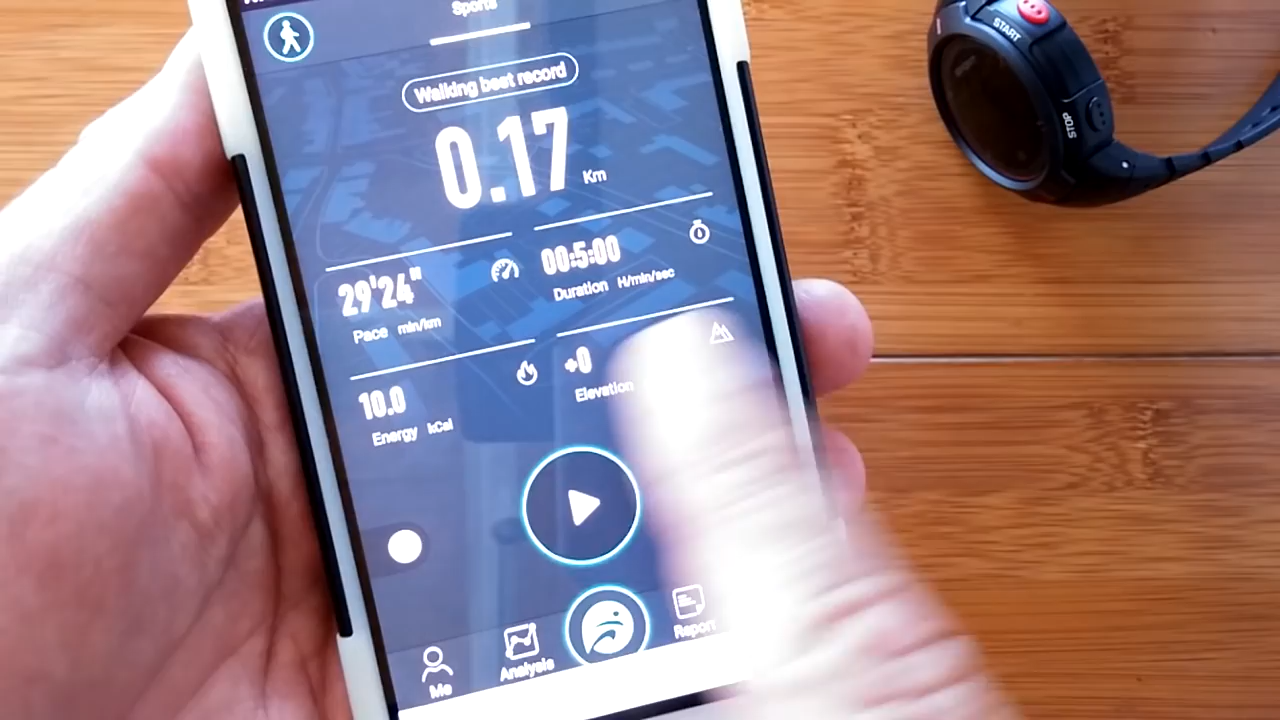 Sports
Walking best record
0.17 Km
29'24"
Pace min/km
00:5:00
Duration H/min/sec
10.0
Energy kCal
+0
Elevation
Me
Analysis
Report
START
STOP